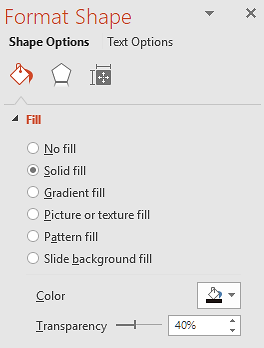 Format Shape
Shape Options Text Options
Fill
No fill
Solid fill
Gradient fill
Picture or texture fill
Pattern fill
Slide background fill
Color
Transparency 40%